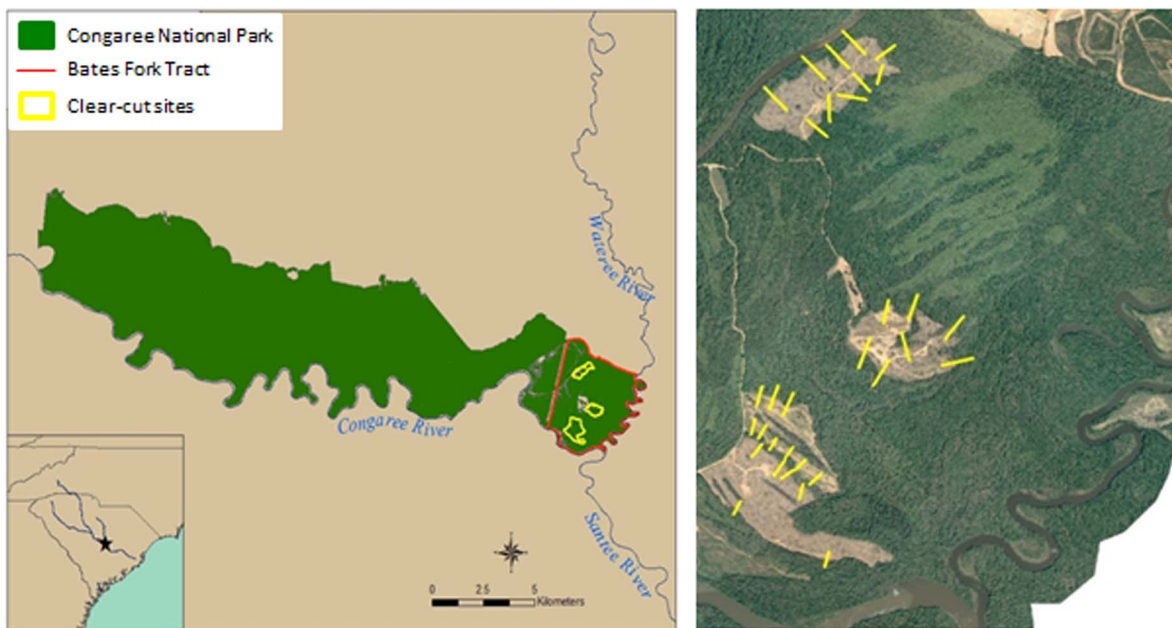 Congaree National Park
Bates Fork Tract
Clear-cut sites
Wateree River
Congaree River
Santee River
0 2.5 5
Kilometers